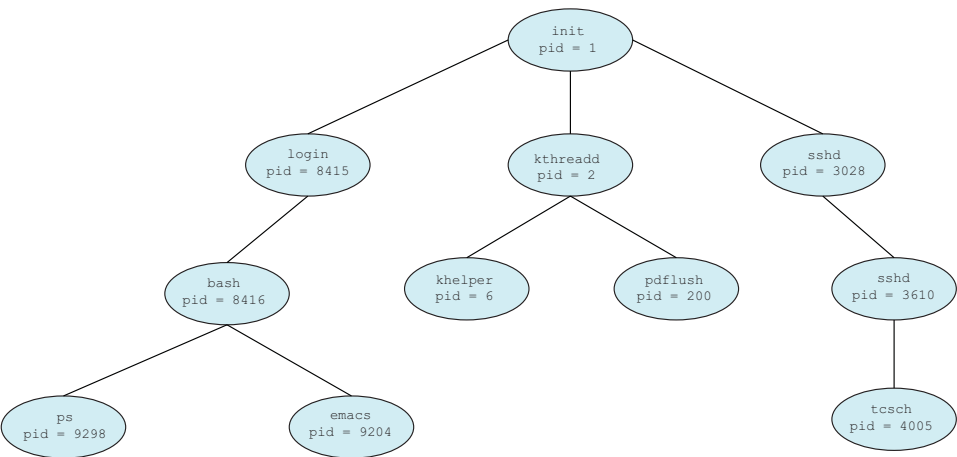 init
pid = 1
login
pid = 8415
kthreadd
pid = 2
sshd
pid = 3028
bash
pid = 8416
khelper
pid = 6
pdflush
pid = 200
sshd
pid = 3610
ps
pid = 9298
emacs
pid = 9204
tcsch
pid = 4005